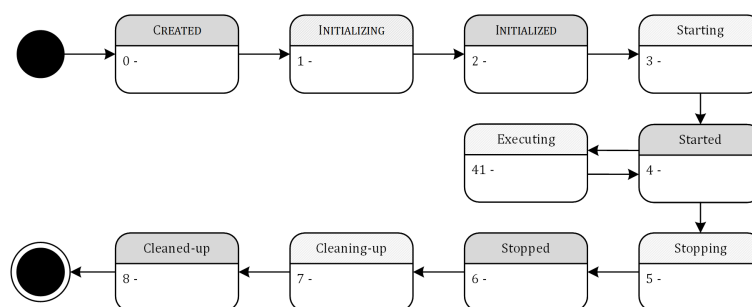 CREATED
0 -
INITIALIZING
1 -
INITIALIZED
2 -
Starting
3 -
Executing
41 -
Started
4 -
Cleaned-up
8 -
Cleaning-up
7 -
Stopped
6 -
Stopping
5 -